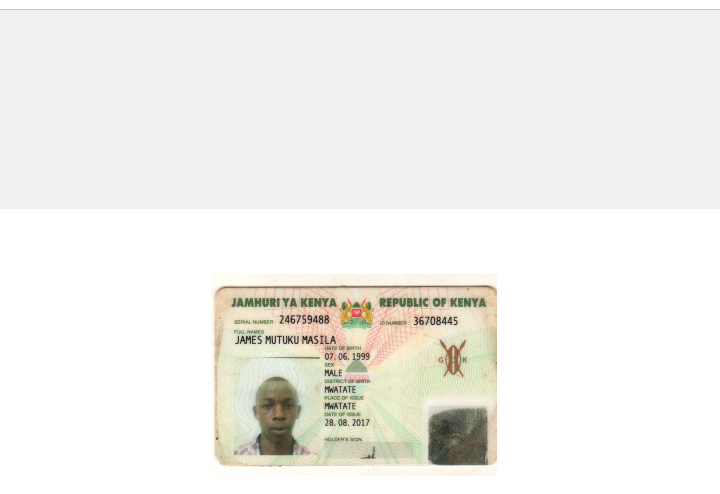 JAMHURI YA KENYA REPUBLIC OF KENYA
SERIAL NUMBER 246759488 ID NUMBER 36708445
FULL NAMES
JAMES MUTUKU MASILA
DATE OF BIRTH
07. 06. 1999
SEX
MALE
G K
DISTRICT OF BIRTH
MWATATE
PLACE OF ISSUE
MWATATE
DATE OF ISSUE
28. 08. 2017
HOLDER'S SIGN.